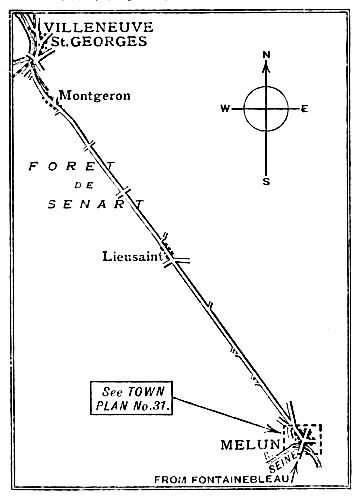 VILLENEUVE
St. GEORGES
Montgeron
N
W
E
S
FORET
DE
SENART
Lieusaint
See TOWN
PLAN No.31.
MELUN
R.
SEINE
FROM FONTAINEBLEAU